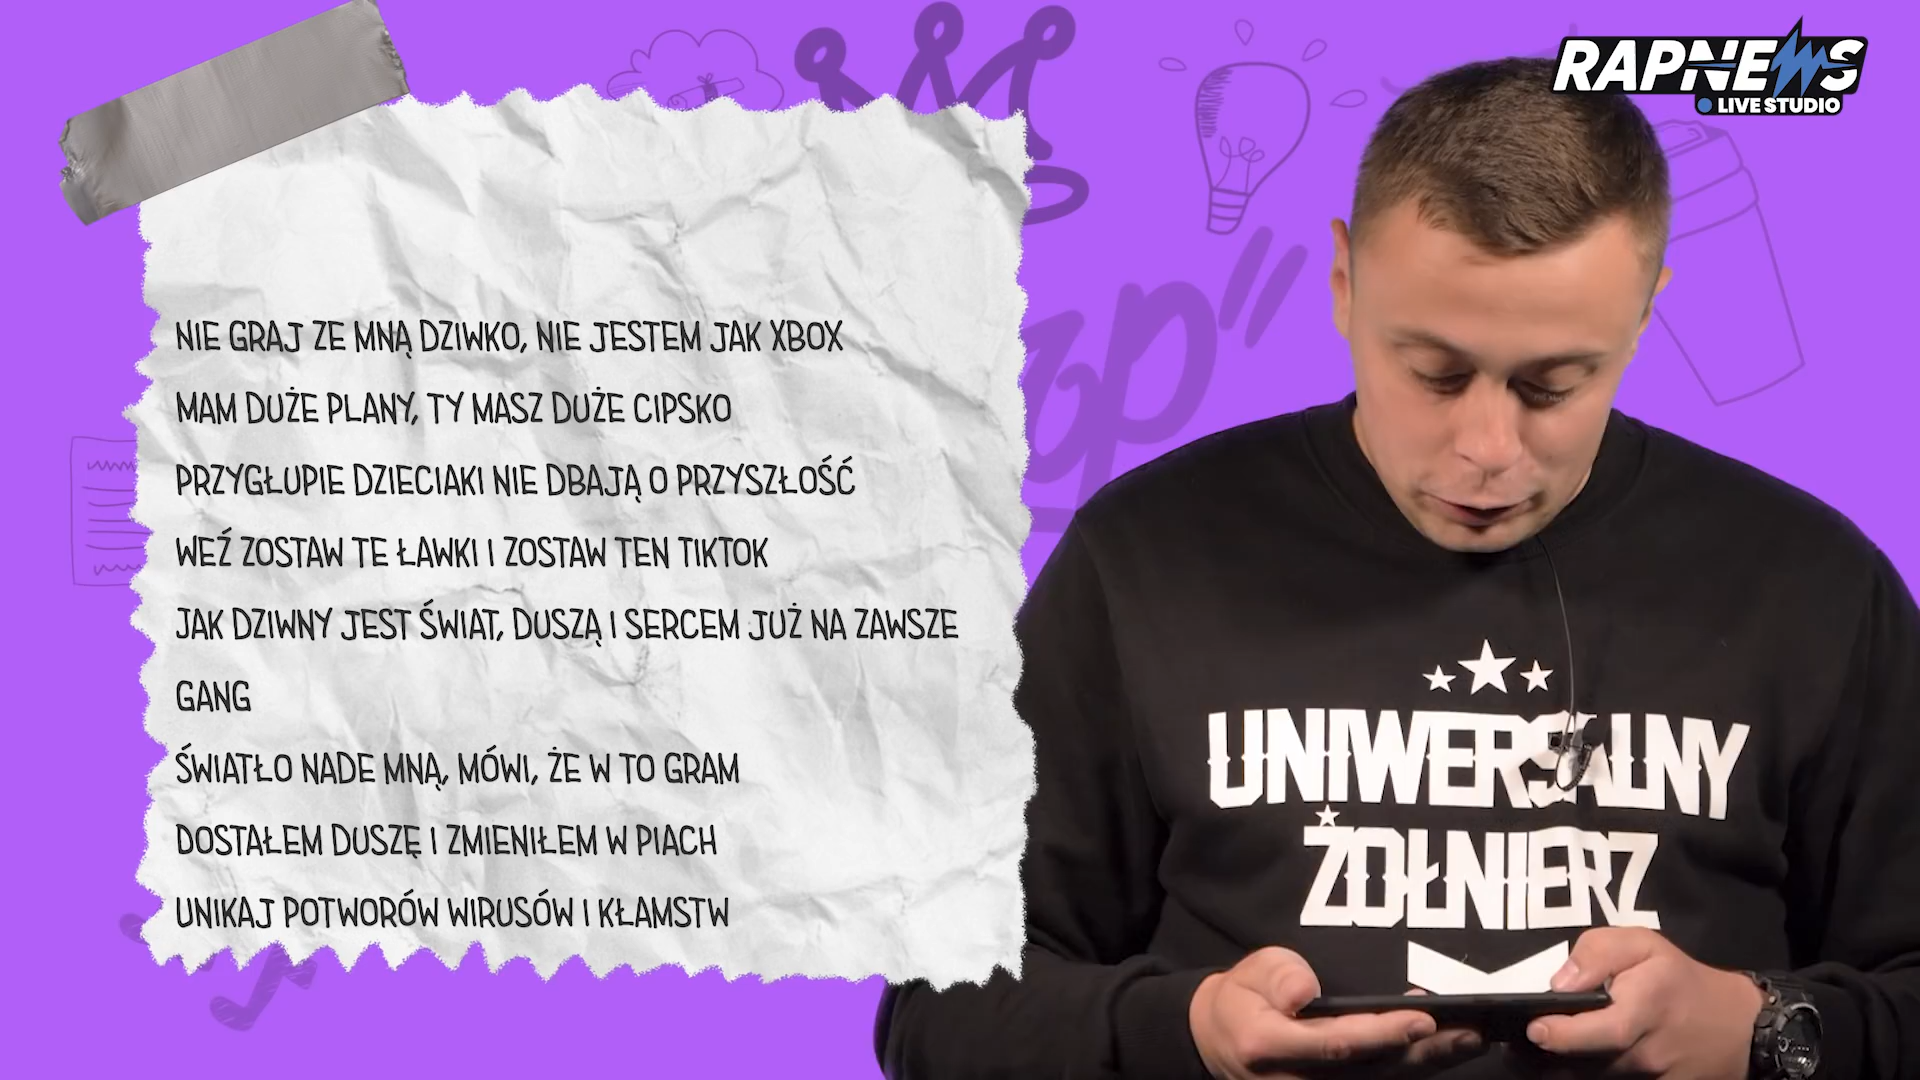 RAPNEWS
LIVE STUDIO
NIE GRAJ ZE MNĄ DZIWKO, NIE JESTEM JAK XBOX
MAM DUŻE PLANY, TY MASZ DUŻE CIPSKO
PRZYGŁUPIE DZIECIAKI NIE DBAJĄ O PRZYSZŁOŚĆ
WEŹ ZOSTAW TE ŁAWKI I ZOSTAW TEN TIKTOK
JAK DZIWNY JEST ŚWIAT, DUSZĄ I SERCEM JUŻ NA ZAWSZE
GANG
ŚWIATŁO NADE MNĄ, MÓWI, ŻE W TO GRAM
DOSTAŁEM DUSZĘ I ZMIENIŁEM W PIACH
UNIKAJ POTWORÓW WIRUSÓW I KŁAMSTW
UNIWERSALNY
ŻOŁNIERZ